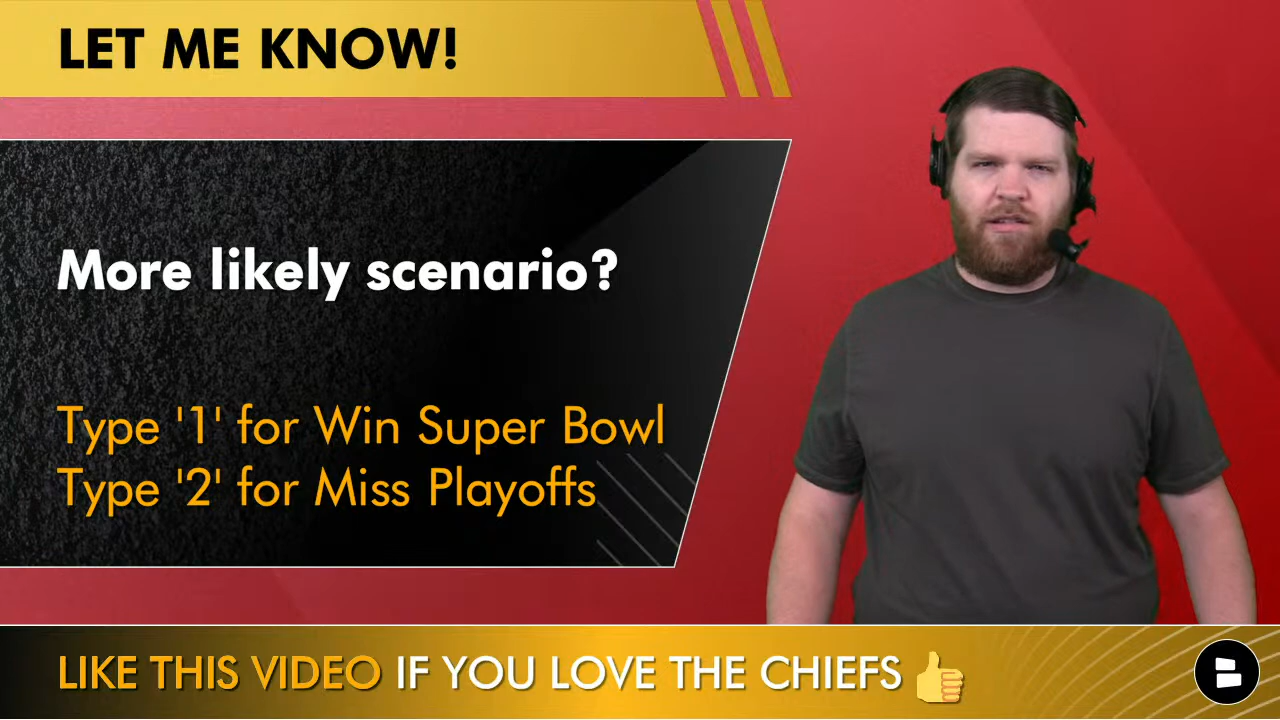 LET ME KNOW!
More likely scenario?
Type '1' for Win Super Bowl
Type '2' for Miss Playoffs
LIKE THIS VIDEO IF YOU LOVE THE CHIEFS